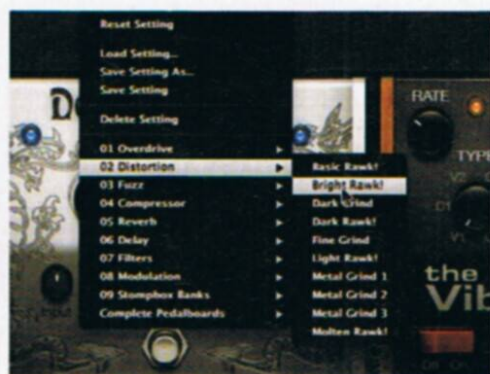 Reset Setting
Load Setting...
Save Setting As...
Save Setting
Delete Setting
01 Overdrive
02 Distortion
03 Fuzz
04 Compressor
05 Reverb
06 Delay
07 Filters
08 Modulation
09 Stompbox Banks
Complete Pedalboards
Basic Rawk!
Bright Rawk!
Dark Grind
Dark Rawk!
Fine Grind
Light Rawk!
Metal Grind 1
Metal Grind 2
Metal Grind 3
Molten Rawk!
Input
RATE
TYPE
V2
the
Vib